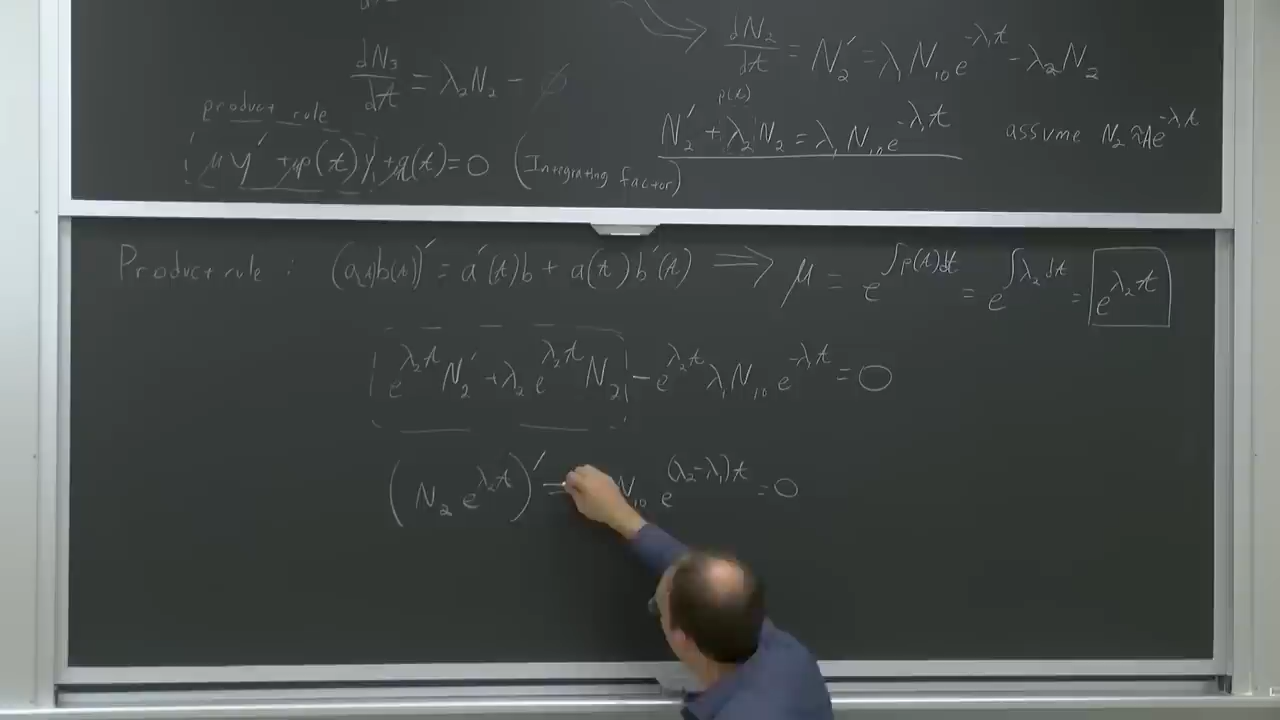 dN₂/dt = N₂′ = λ₁N₁₀e^(-λ₁t) - λ₂N₂
dN₃/dt = λ₂N₂ - ∅
p(t)
product rule
N₂′ + λ₂N₂ = λ₁N₁₀e^(-λ₁t) assume N₂ ≈ Ae^(-λ₁t)
μy′ + μp(t)y + q(t) = 0 (Integrating factor)
Product rule : (a(t)b(t))′ = a′(t)b + a(t)b′(t) ⟹ μ = e^(∫p(t)dt) = e^(∫λ₂dt) = e^(λ₂t)
e^(λ₂t)N₂′ + λ₂e^(λ₂t)N₂ - e^(λ₂t)λ₁N₁₀e^(-λ₁t) = 0
(N₂e^(λ₂t))′ = N₁₀e^((λ₂-λ₁)t) = 0